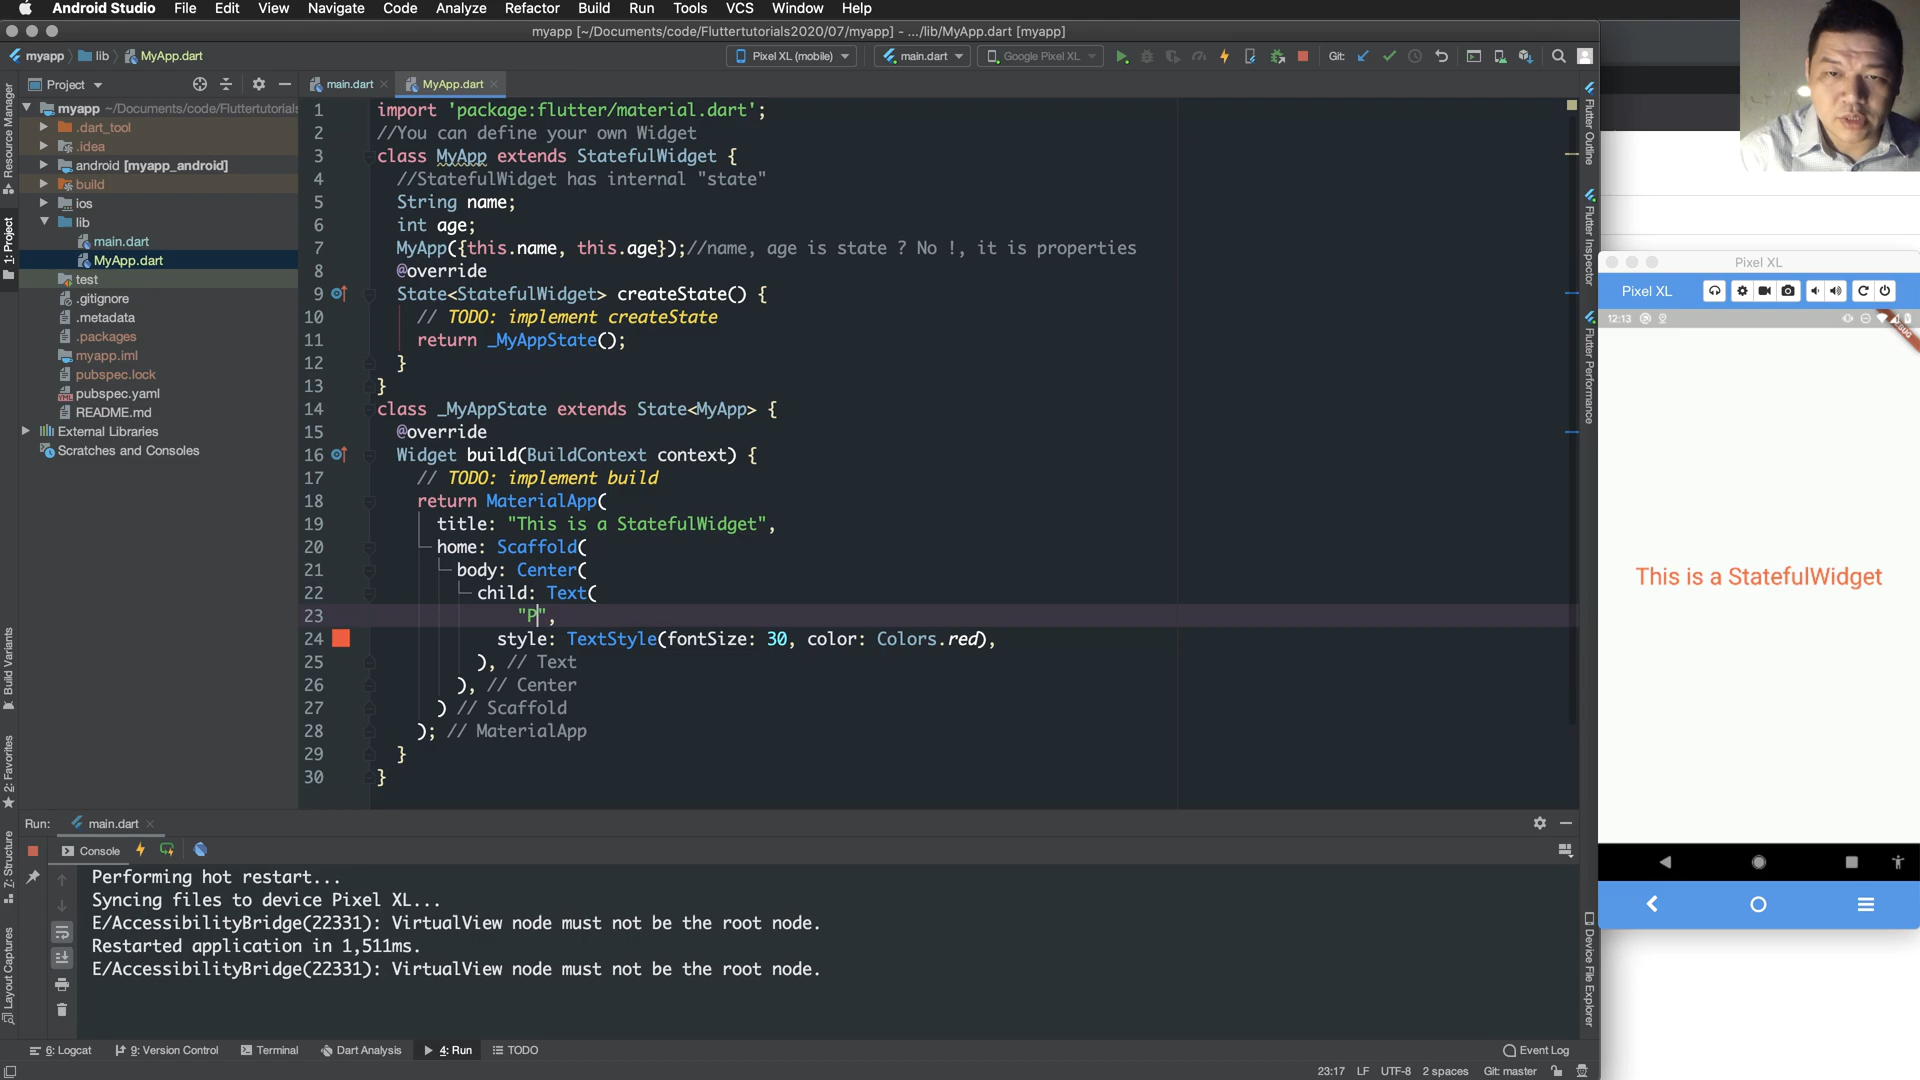 Android Studio File Edit View Navigate Code Analyze Refactor Build Run Tools VCS Window Help
myapp [~/Documents/code/Fluttertutorials2020/07/myapp] - .../lib/MyApp.dart [myapp]
myapp lib MyApp.dart Pixel XL (mobile) main.dart Google Pixel XL Git:
Project main.dart MyApp.dart
myapp ~/Documents/code/Fluttertutorials
.dart_tool
.idea
android [myapp_android]
build
ios
lib
main.dart
MyApp.dart
test
.gitignore
.metadata
.packages
myapp.iml
pubspec.lock
pubspec.yaml
README.md
External Libraries
Scratches and Consoles
1 import 'package:flutter/material.dart';
2 //You can define your own Widget
3 class MyApp extends StatefulWidget {
4 //StatefulWidget has internal "state"
5 String name;
6 int age;
7 MyApp({this.name, this.age});//name, age is state ? No !, it is properties
8 @override
9 State<StatefulWidget> createState() {
10 // TODO: implement createState
11 return _MyAppState();
12 }
13 }
14 class _MyAppState extends State<MyApp> {
15 @override
16 Widget build(BuildContext context) {
17 // TODO: implement build
18 return MaterialApp(
19 title: "This is a StatefulWidget",
20 home: Scaffold(
21 body: Center(
22 child: Text(
23 "P",
24 style: TextStyle(fontSize: 30, color: Colors.red),
25 ), // Text
26 ), // Center
27 ) // Scaffold
28 ); // MaterialApp
29 }
30 }
Resource Manager
1: Project
Build Variants
2: Favorites
Z: Structure
Layout Captures
Flutter Outline
Flutter Inspector
Flutter Performance
Device File Explorer
Pixel XL
Pixel XL
12:13
DEBUG
This is a StatefulWidget
Run: main.dart
Console
Performing hot restart...
Syncing files to device Pixel XL...
E/AccessibilityBridge(22331): VirtualView node must not be the root node.
Restarted application in 1,511ms.
E/AccessibilityBridge(22331): VirtualView node must not be the root node.
6: Logcat 9: Version Control Terminal Dart Analysis 4: Run TODO Event Log
23:17 LF UTF-8 2 spaces Git: master